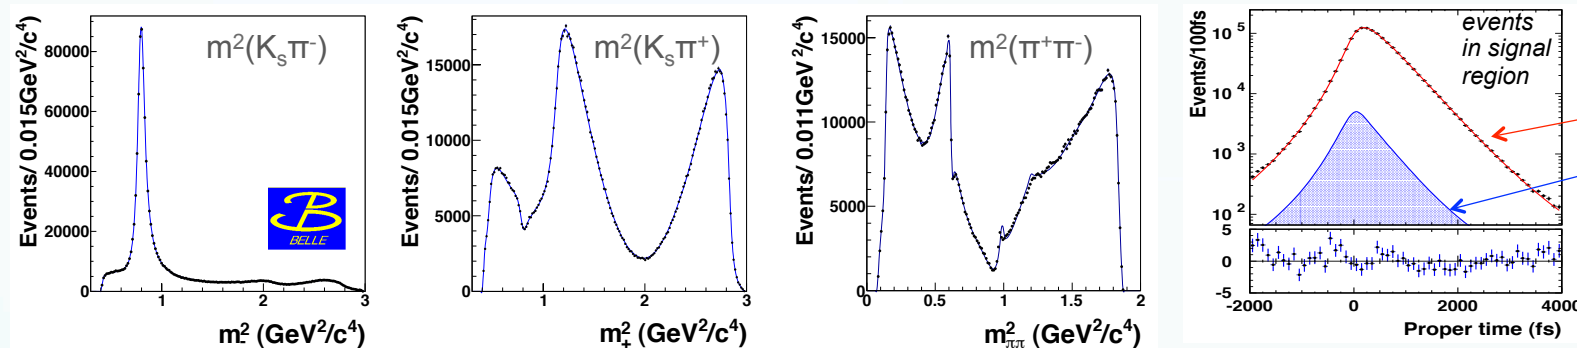 Events/ 0.015GeV²/c⁴
80000
60000
40000
20000
0
m²(Kₛπ⁻)
BELLE
1
2
3
m²₋ (GeV²/c⁴)
Events/ 0.015GeV²/c⁴
15000
10000
5000
0
m²(Kₛπ⁺)
1
2
3
m²₊ (GeV²/c⁴)
Events/ 0.011GeV²/c⁴
15000
10000
5000
0
m²(π⁺π⁻)
0
0.5
1
1.5
2
m²ππ (GeV²/c⁴)
Events/100fs
10⁵
10⁴
10³
10²
events
in signal
region
5
0
-5
-2000
0
2000
4000
Proper time (fs)